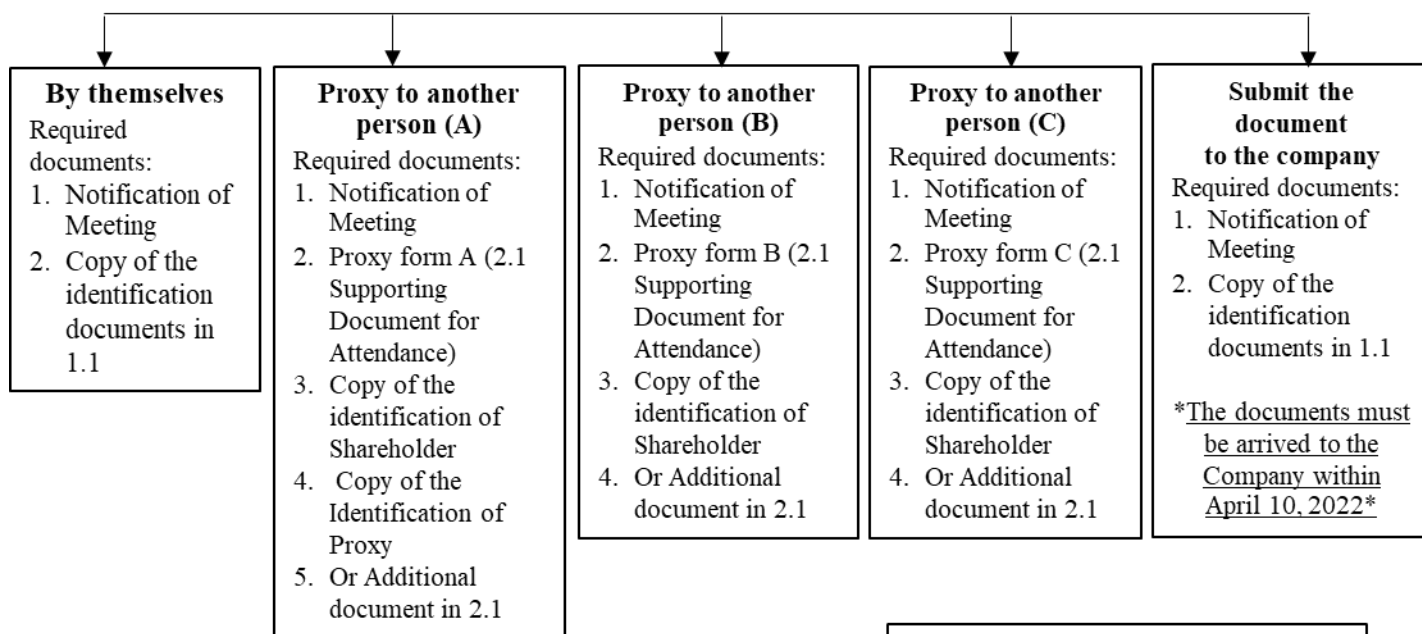 By themselves
Required
documents:
1. Notification of
Meeting
2. Copy of the
identification
documents in
1.1
Proxy to another
person (A)
Required documents:
1. Notification of
Meeting
2. Proxy form A (2.1
Supporting
Document for
Attendance)
3. Copy of the
identification of
Shareholder
4. Copy of the
Identification of
Proxy
5. Or Additional
document in 2.1
Proxy to another
person (B)
Required documents:
1. Notification of
Meeting
2. Proxy form B (2.1
Supporting
Document for
Attendance)
3. Copy of the
identification of
Shareholder
4. Or Additional
document in 2.1
Proxy to another
person (C)
Required documents:
1. Notification of
Meeting
2. Proxy form C (2.1
Supporting
Document for
Attendance)
3. Copy of the
identification of
Shareholder
4. Or Additional
document in 2.1
Submit the
document
to the company
Required documents:
1. Notification of
Meeting
2. Copy of the
identification
documents in 1.1
*The documents must
be arrived to the
Company within
April 10, 2022*